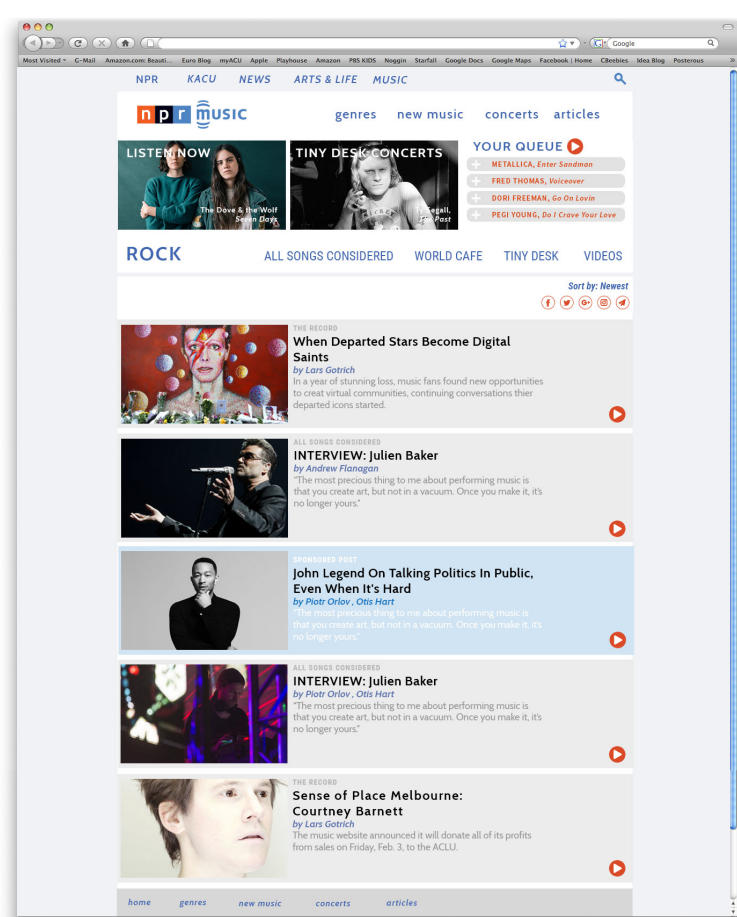 Google
Most Visited G-Mail Amazon.com: Beauti... Euro Blog myACU Apple Playhouse Amazon PBS KIDS Noggin Starfall Google Docs Google Maps Facebook | Home CBeebies Idea Blog Posterous
NPR KACU NEWS ARTS & LIFE MUSIC
npr music genres new music concerts articles
LISTEN NOW
The Dove & the Wolf
Seven Days
TINY DESK CONCERTS
Segall,
Past
YOUR QUEUE
METALLICA, Enter Sandman
FRED THOMAS, Voiceover
DORI FREEMAN, Go On Lovin
PEGI YOUNG, Do I Crave Your Love
ROCK ALL SONGS CONSIDERED WORLD CAFE TINY DESK VIDEOS
Sort by: Newest
THE RECORD
When Departed Stars Become Digital
Saints
by Lars Gotrich
In a year of stunning loss, music fans found new opportunities
to creat virtual communities, continuing conversations thier
departed icons started.
ALL SONGS CONSIDERED
INTERVIEW: Julien Baker
by Andrew Flanagan
"The most precious thing to me about performing music is
that you create art, but not in a vacuum. Once you make it, it's
no longer yours."
SPONSORED POST
John Legend On Talking Politics In Public,
Even When It's Hard
by Piotr Orlov , Otis Hart
"The most precious thing to me about performing music is
that you create art, but not in a vacuum. Once you make it, it's
no longer yours."
ALL SONGS CONSIDERED
INTERVIEW: Julien Baker
by Piotr Orlov , Otis Hart
"The most precious thing to me about performing music is
that you create art, but not in a vacuum. Once you make it, it's
no longer yours."
THE RECORD
Sense of Place Melbourne:
Courtney Barnett
by Lars Gotrich
The music website announced it will donate all of its profits
from sales on Friday, Feb. 3, to the ACLU.
home genres new music concerts articles